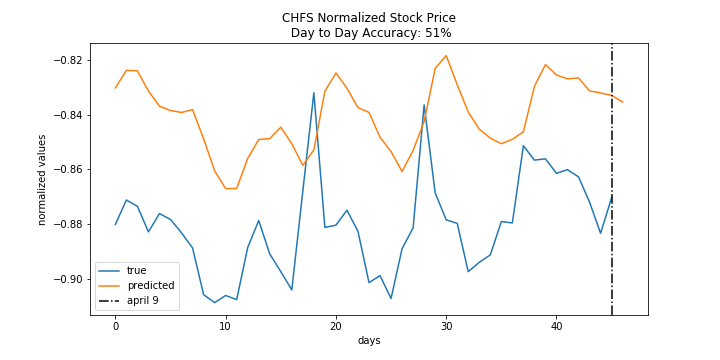 CHFS Normalized Stock Price
Day to Day Accuracy: 51%
normalized values
−0.82
−0.84
−0.86
−0.88
−0.90
true
predicted
april 9
0
10
20
30
40
days